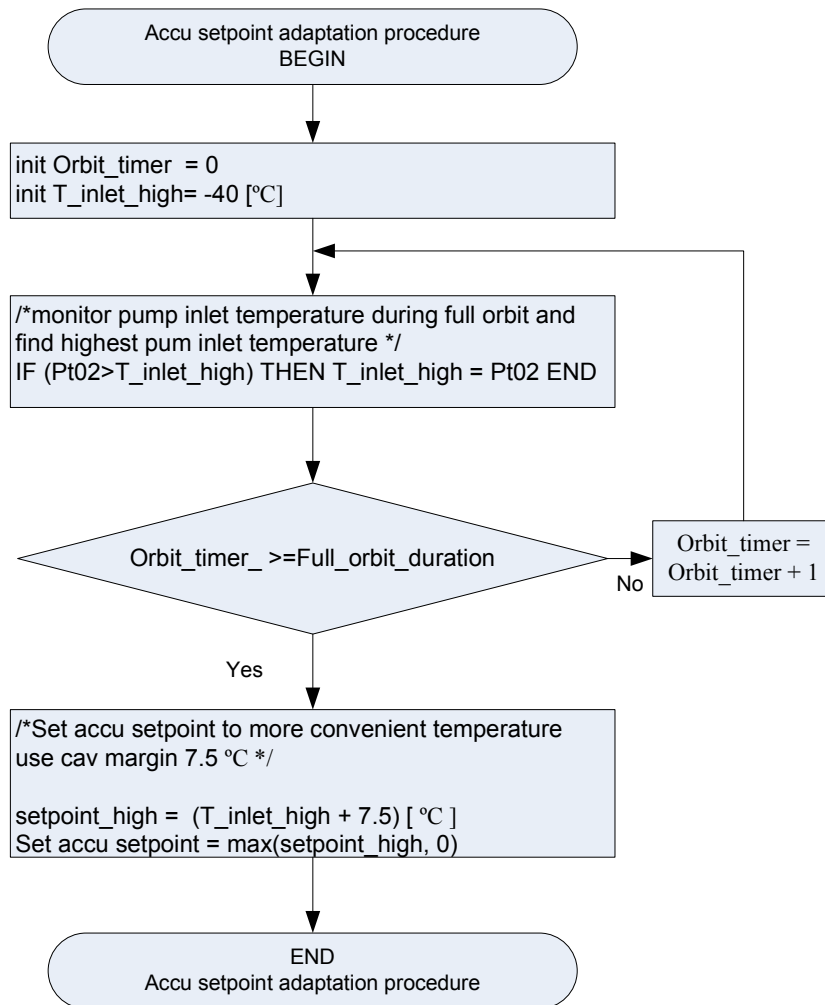 Accu setpoint adaptation procedure
BEGIN
init Orbit_timer  = 0
init T_inlet_high= -40 [ºC]
/*monitor pump inlet temperature during full orbit and
find highest pum inlet temperature */
IF (Pt02>T_inlet_high) THEN T_inlet_high = Pt02 END
Orbit_timer_ >=Full_orbit_duration
No
Orbit_timer =
Orbit_timer + 1
Yes
/*Set accu setpoint to more convenient temperature
use cav margin 7.5 ºC */
setpoint_high =  (T_inlet_high + 7.5) [ ºC ]
Set accu setpoint = max(setpoint_high, 0)
END
Accu setpoint adaptation procedure